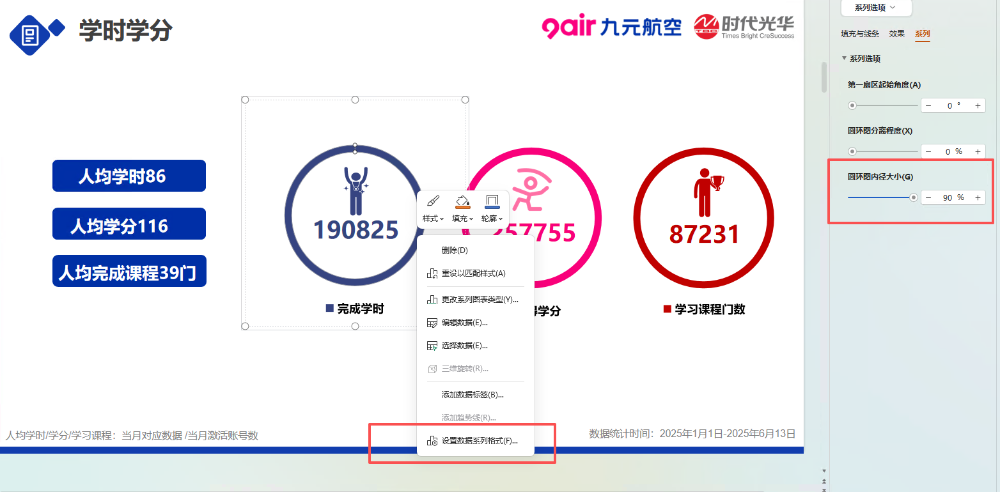 学时学分
9air 九元航空
TBC 时代光华
Times Bright CreSuccess
人均学时86
人均学分116
人均完成课程39门
190825
完成学时
257755
得学分
87231
学习课程门数
样式 填充 轮廓
删除(D)
重设以匹配样式(A)
更改系列图表类型(Y)...
编辑数据(E)...
选择数据(E)...
三维旋转(R)...
添加数据标签(B)...
添加趋势线(R)...
设置数据系列格式(F)...
人均学时/学分/学习课程：当月对应数据 /当月激活账号数
数据统计时间：2025年1月1日-2025年6月13日
系列选项
填充与线条 效果 系列
系列选项
第一扇区起始角度(A)
− 0 ° +
圆环图分离程度(X)
− 0 % +
圆环图内径大小(G)
− 90 % +